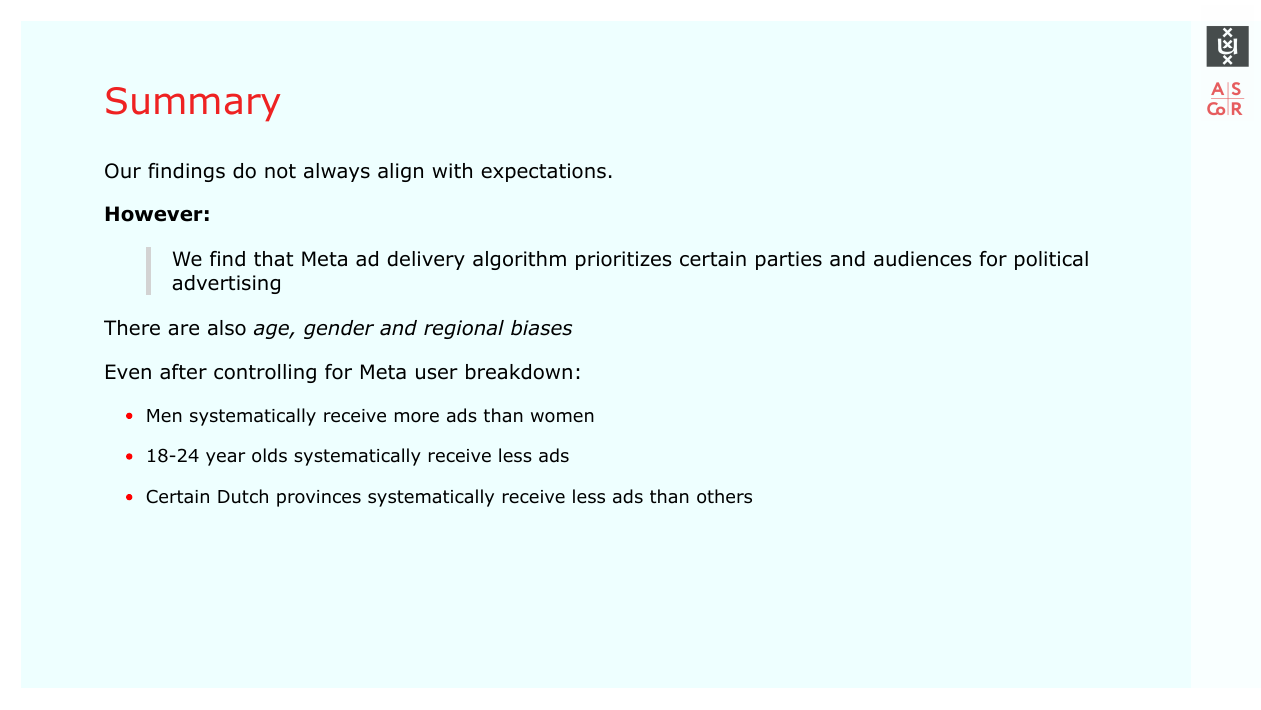 Summary
Our findings do not always align with expectations.
However:
We find that Meta ad delivery algorithm prioritizes certain parties and audiences for political
advertising
There are also age, gender and regional biases
Even after controlling for Meta user breakdown:
• Men systematically receive more ads than women
• 18-24 year olds systematically receive less ads
• Certain Dutch provinces systematically receive less ads than others
A S
Co R